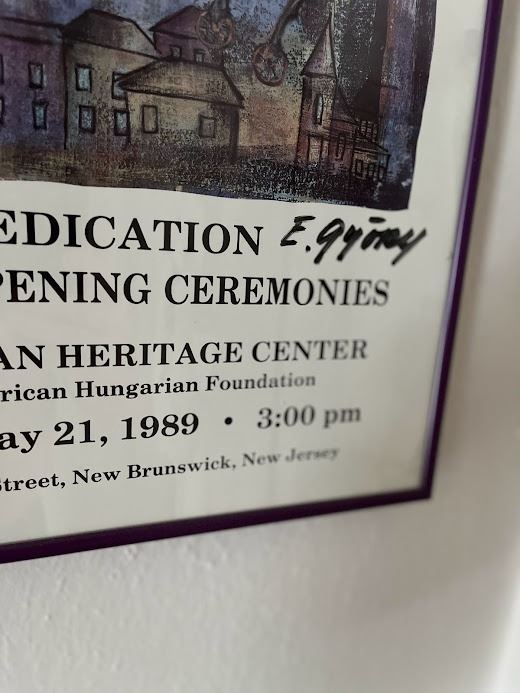 EDICATION E. Gyöny
PENING CEREMONIES
AN HERITAGE CENTER
rican Hungarian Foundation
ay 21, 1989 • 3:00 pm
Street, New Brunswick, New Jersey